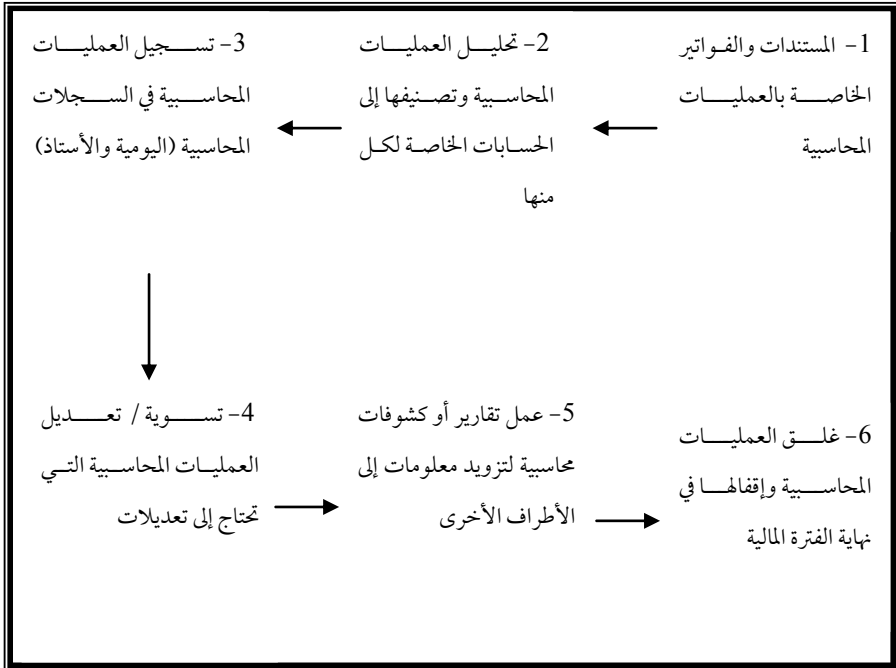 1- المستندات والفواتير
الخاصة بالعمليات
المحاسبية
2- تحليل العمليات
المحاسبية وتصنيفها إلى
الحسابات الخاصة لكل
منها
3- تسجيل العمليات
المحاسبية في السجلات
المحاسبية (اليومية والأستاذ)
4- تسوية / تعديل
العمليات المحاسبية التي
تحتاج إلى تعديلات
5- عمل تقارير أو كشوفات
محاسبية لتزويد معلومات إلى
الأطراف الأخرى
6- غلق العمليات
المحاسبية وإقفالها في
نهاية الفترة المالية